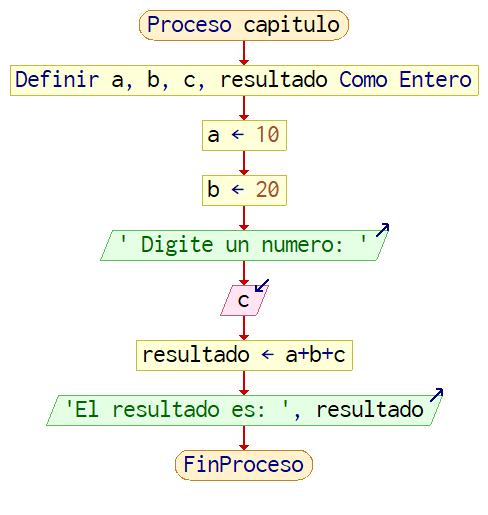 Proceso capitulo
Definir a, b, c, resultado Como Entero
a ← 10
b ← 20
' Digite un numero: '
c
resultado ← a+b+c
'El resultado es: ', resultado
FinProceso